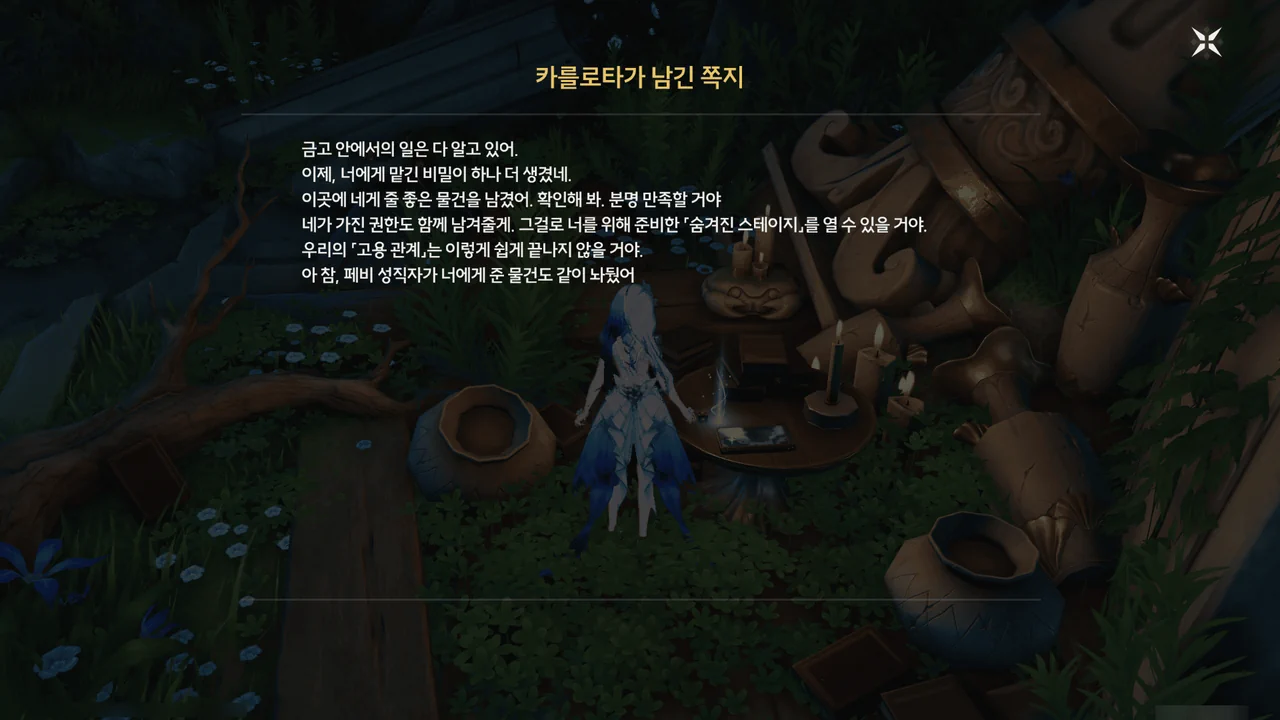 카를로타가 남긴 쪽지
금고 안에서의 일은 다 알고 있어.
이제, 너에게 맡긴 비밀이 하나 더 생겼네.
이곳에 네게 줄 좋은 물건을 남겼어. 확인해 봐. 분명 만족할 거야
네가 가진 권한도 함께 남겨줄게. 그걸로 너를 위해 준비한 「숨겨진 스테이지」를 열 수 있을 거야.
우리의 「고용 관계」는 이렇게 쉽게 끝나지 않을 거야.
아 참, 페비 성직자가 너에게 준 물건도 같이 놔뒀어